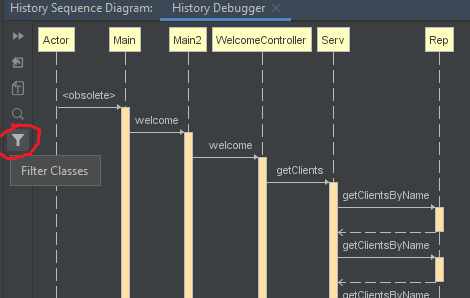 History Sequence Diagram: History Debugger
Actor Main Main2 WelcomeController Serv Rep
<obsolete>
welcome
welcome
getClients
Filter Classes
getClientsByName
getClientsByName
getClientsByName